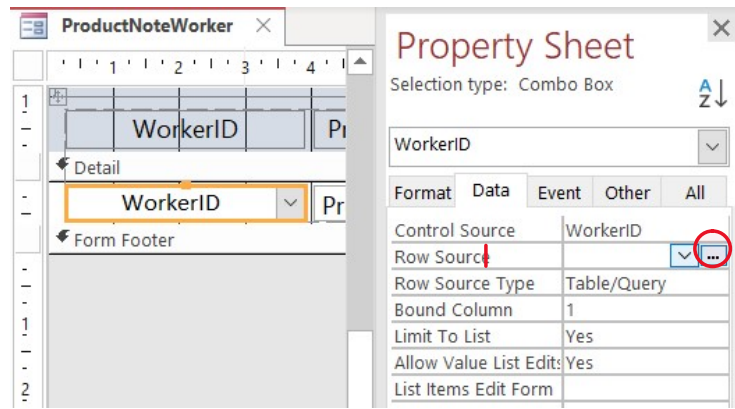 ProductNoteWorker
Property Sheet
Selection type: Combo Box
WorkerID
Format Data Event Other All
Control Source WorkerID
Row Source
Row Source Type Table/Query
Bound Column 1
Limit To List Yes
Allow Value List Edits Yes
List Items Edit Form
1 2 3 4
1
WorkerID Pr
Detail
WorkerID Pr
Form Footer
1
2
A
Z